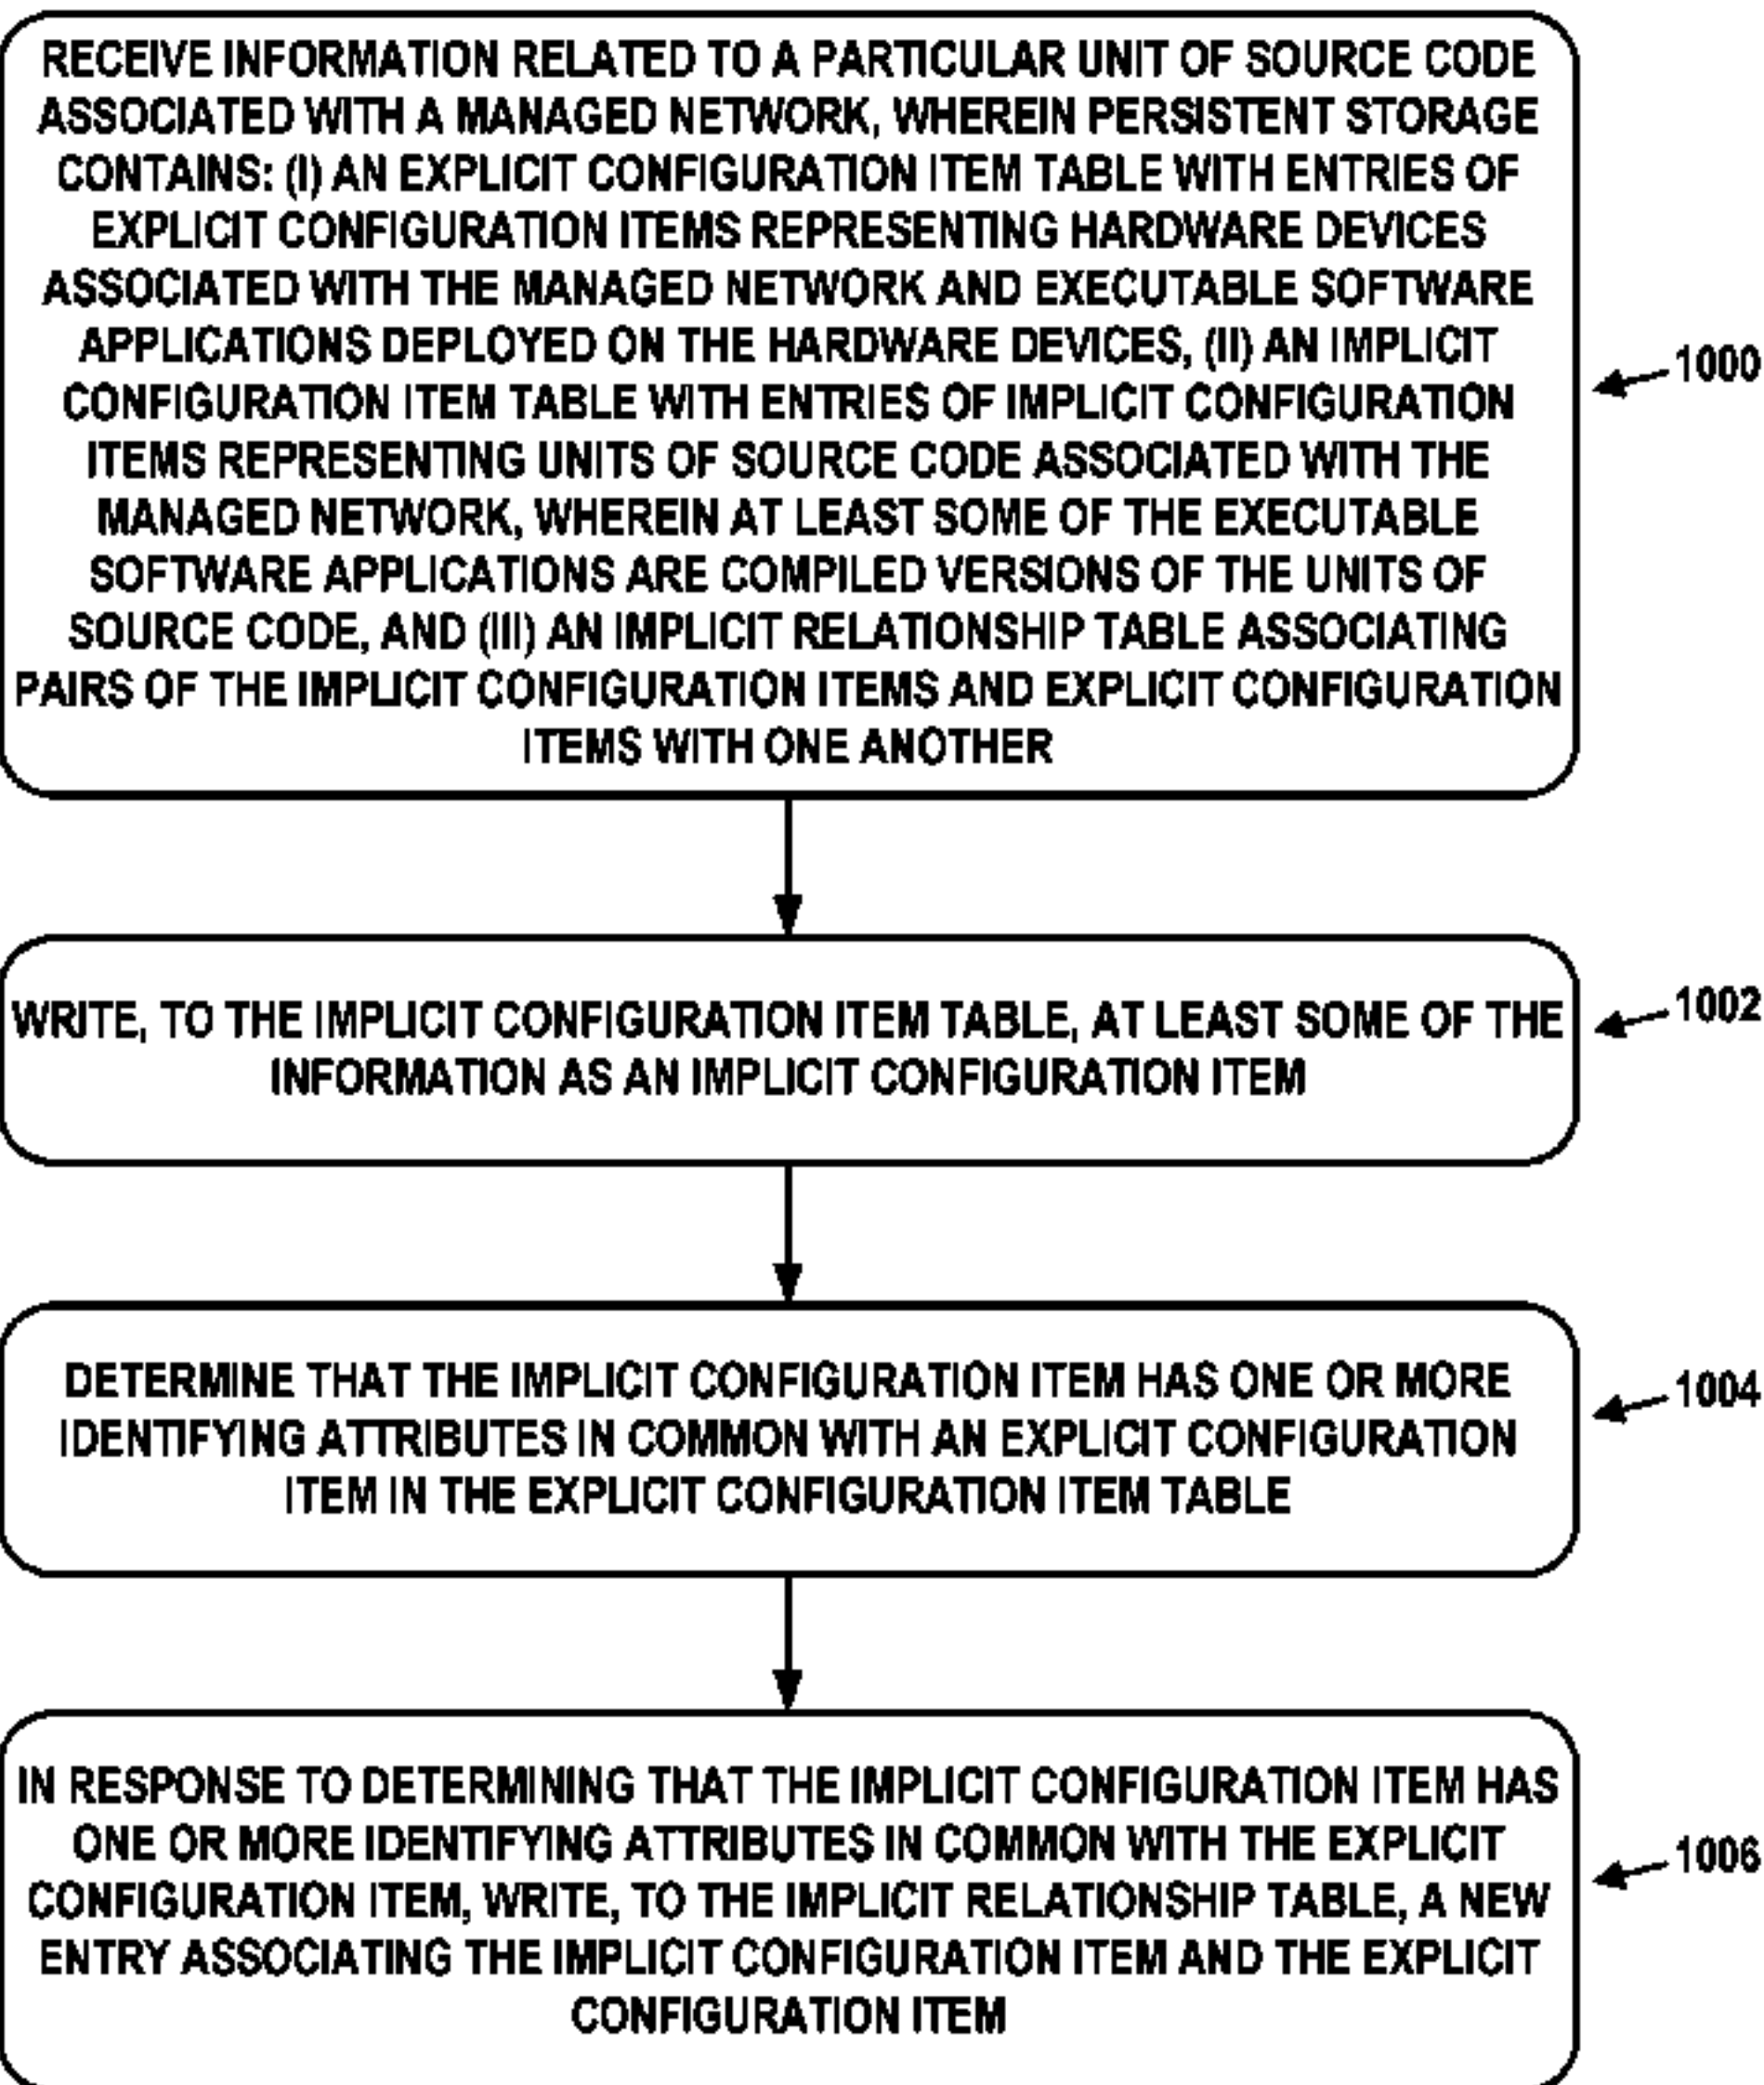 RECEIVE INFORMATION RELATED TO A PARTICULAR UNIT OF SOURCE CODE
ASSOCIATED WITH A MANAGED NETWORK, WHEREIN PERSISTENT STORAGE
CONTAINS: (I) AN EXPLICIT CONFIGURATION ITEM TABLE WITH ENTRIES OF
EXPLICIT CONFIGURATION ITEMS REPRESENTING HARDWARE DEVICES
ASSOCIATED WITH THE MANAGED NETWORK AND EXECUTABLE SOFTWARE
APPLICATIONS DEPLOYED ON THE HARDWARE DEVICES, (II) AN IMPLICIT
CONFIGURATION ITEM TABLE WITH ENTRIES OF IMPLICIT CONFIGURATION
ITEMS REPRESENTING UNITS OF SOURCE CODE ASSOCIATED WITH THE
MANAGED NETWORK, WHEREIN AT LEAST SOME OF THE EXECUTABLE
SOFTWARE APPLICATIONS ARE COMPILED VERSIONS OF THE UNITS OF
SOURCE CODE, AND (III) AN IMPLICIT RELATIONSHIP TABLE ASSOCIATING
PAIRS OF THE IMPLICIT CONFIGURATION ITEMS AND EXPLICIT CONFIGURATION
ITEMS WITH ONE ANOTHER
1000
WRITE, TO THE IMPLICIT CONFIGURATION ITEM TABLE, AT LEAST SOME OF THE
INFORMATION AS AN IMPLICIT CONFIGURATION ITEM
1002
DETERMINE THAT THE IMPLICIT CONFIGURATION ITEM HAS ONE OR MORE
IDENTIFYING ATTRIBUTES IN COMMON WITH AN EXPLICIT CONFIGURATION
ITEM IN THE EXPLICIT CONFIGURATION ITEM TABLE
1004
IN RESPONSE TO DETERMINING THAT THE IMPLICIT CONFIGURATION ITEM HAS
ONE OR MORE IDENTIFYING ATTRIBUTES IN COMMON WITH THE EXPLICIT
CONFIGURATION ITEM, WRITE, TO THE IMPLICIT RELATIONSHIP TABLE, A NEW
ENTRY ASSOCIATING THE IMPLICIT CONFIGURATION ITEM AND THE EXPLICIT
CONFIGURATION ITEM
1006